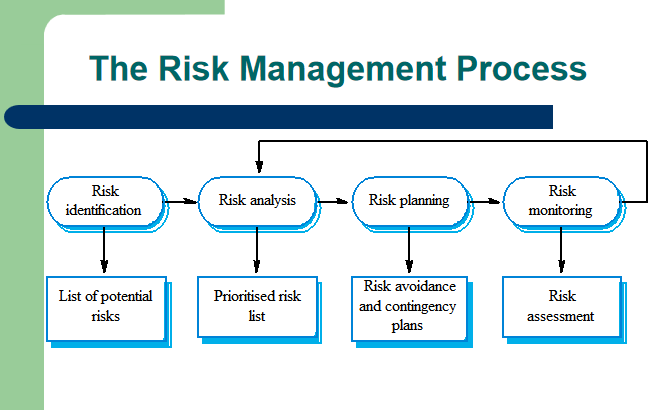 The Risk Management Process
Risk
identification
Risk analysis
Risk planning
Risk
monitoring
List of potential
risks
Prioritised risk
list
Risk avoidance
and contingency
plans
Risk
assessment